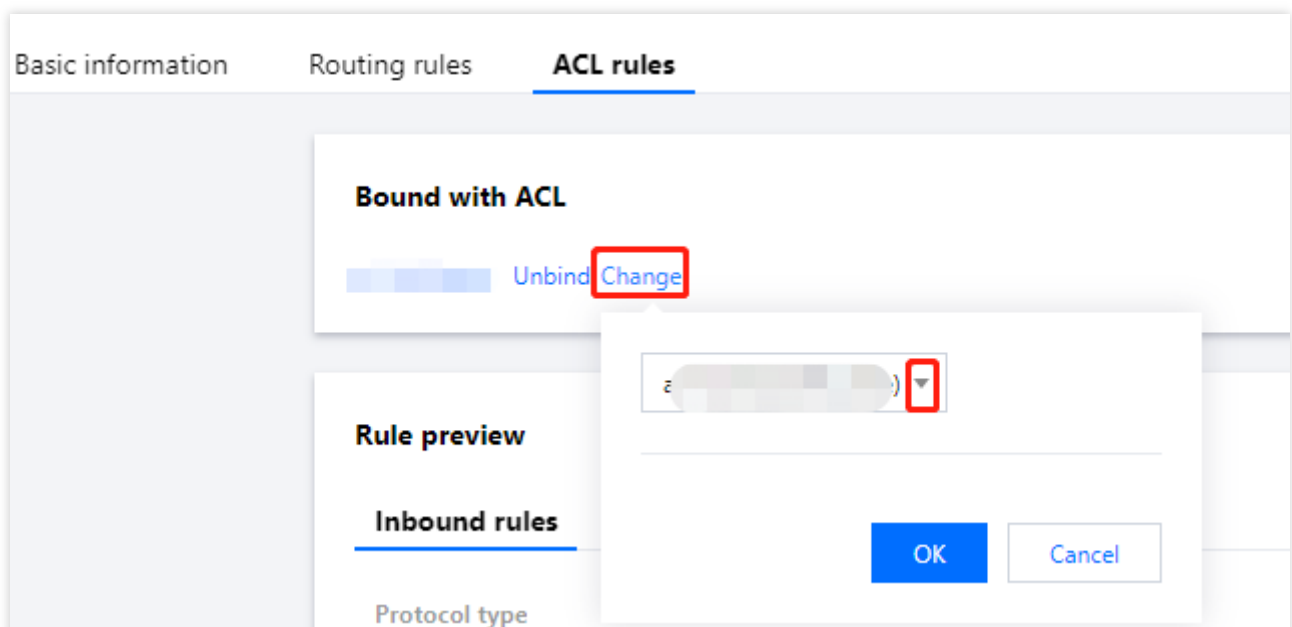 Basic information Routing rules ACL rules
Bound with ACL
Unbind Change
Rule preview
Inbound rules
OK Cancel
Protocol type